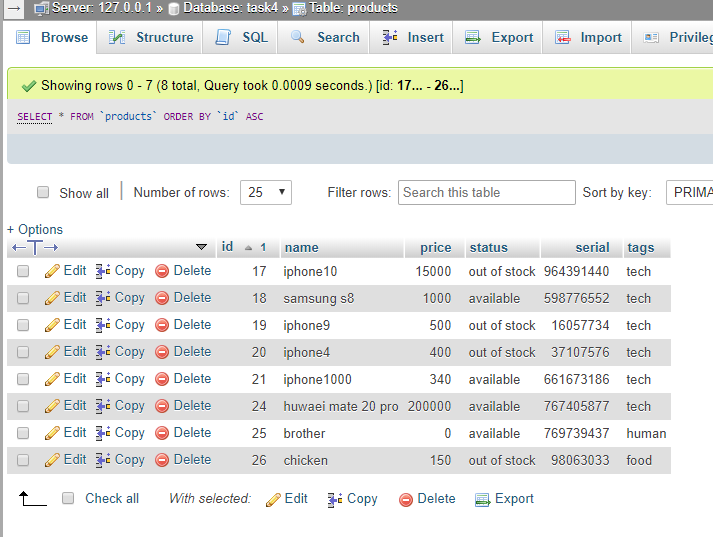 Server: 127.0.0.1 » Database: task4 » Table: products
Browse Structure SQL Search Insert Export Import Privileg
Showing rows 0 - 7 (8 total, Query took 0.0009 seconds.) [id: 17... - 26...]
SELECT * FROM `products` ORDER BY `id` ASC
Show all | Number of rows: 25 Filter rows: Search this table Sort by key: PRIMA
+ Options
id 1 name price status serial tags
Edit Copy Delete 17 iphone10 15000 out of stock 964391440 tech
Edit Copy Delete 18 samsung s8 1000 available 598776552 tech
Edit Copy Delete 19 iphone9 500 out of stock 16057734 tech
Edit Copy Delete 20 iphone4 400 out of stock 37107576 tech
Edit Copy Delete 21 iphone1000 340 available 661673186 tech
Edit Copy Delete 24 huwaei mate 20 pro 200000 available 767405877 tech
Edit Copy Delete 25 brother 0 available 769739437 human
Edit Copy Delete 26 chicken 150 out of stock 98063033 food
Check all With selected: Edit Copy Delete Export